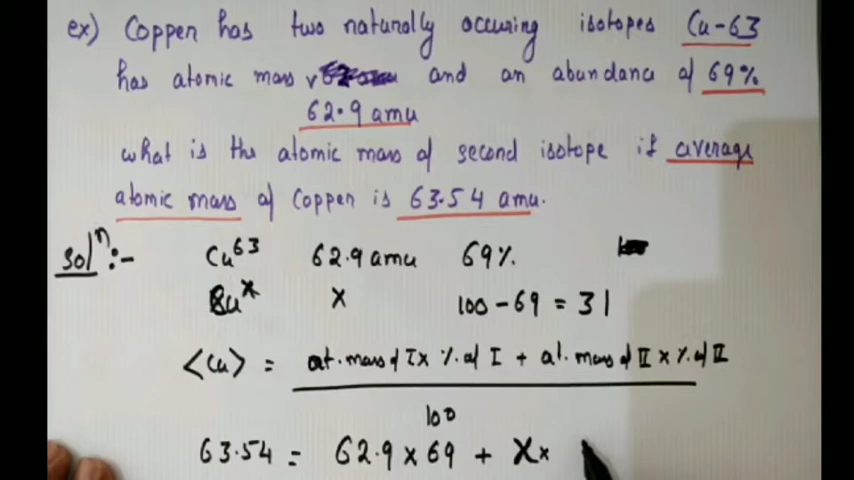 ex) Copper has two naturally occuring isotopes Cu-63
has atomic mass and an abundance of 69%
62.9 amu
what is the atomic mass of second isotope if average
atomic mass of Copper is 63.54 amu.
Solⁿ:- Cu⁶³ 62.9 amu 69%.
Cuˣ x 100-69 = 31
<Cu> = at. mass of I x % of I + at. mass of II x % of II
100
63.54 = 62.9 x 69 + X x